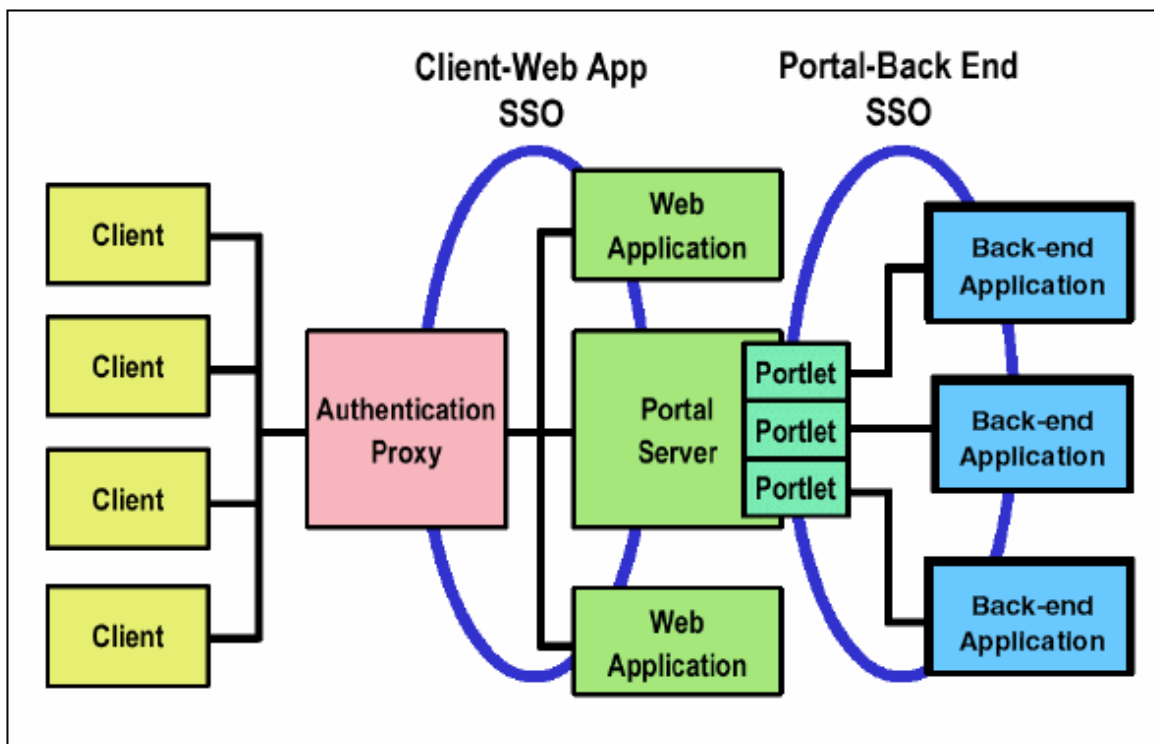 Client-Web App
SSO
Portal-Back End
SSO
Client
Client
Client
Client
Authentication
Proxy
Web
Application
Portal
Server
Web
Application
Portlet
Portlet
Portlet
Back-end
Application
Back-end
Application
Back-end
Application